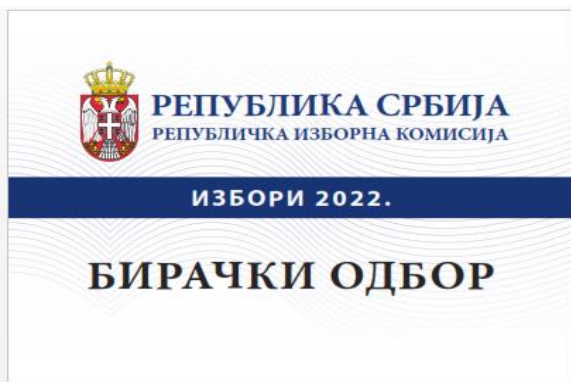 РЕПУБЛИКА СРБИЈА
РЕПУБЛИЧКА ИЗБОРНА КОМИСИЈА
ИЗБОРИ 2022.
БИРАЧКИ ОДБОР